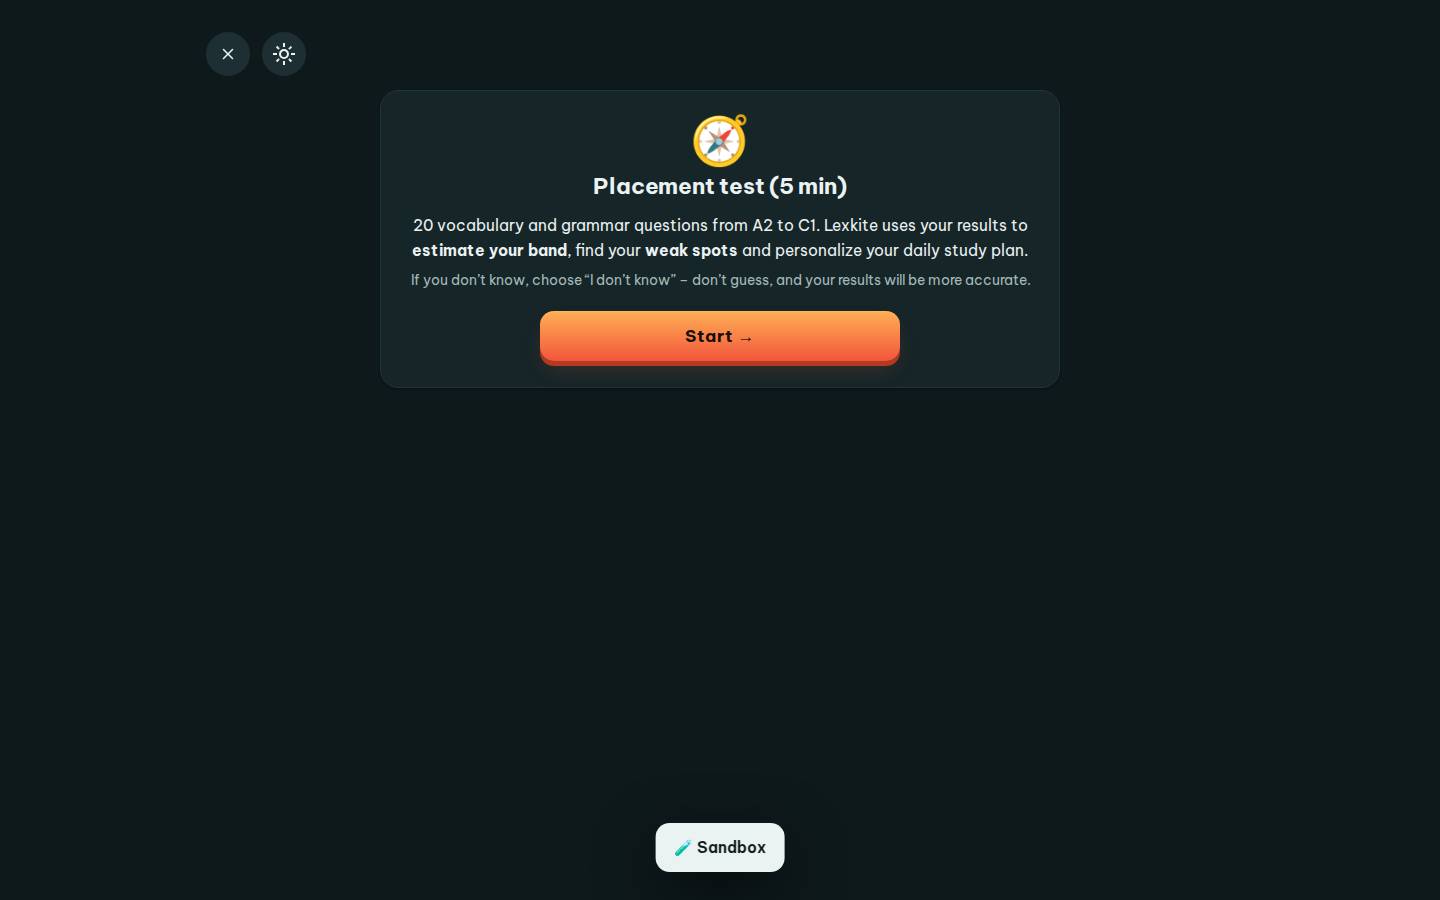 Placement test (5 min)
20 vocabulary and grammar questions from A2 to C1. Lexkite uses your results to
estimate your band, find your weak spots and personalize your daily study plan.
If you don't know, choose “I don't know” – don't guess, and your results will be more accurate.
Start →
🧪 Sandbox